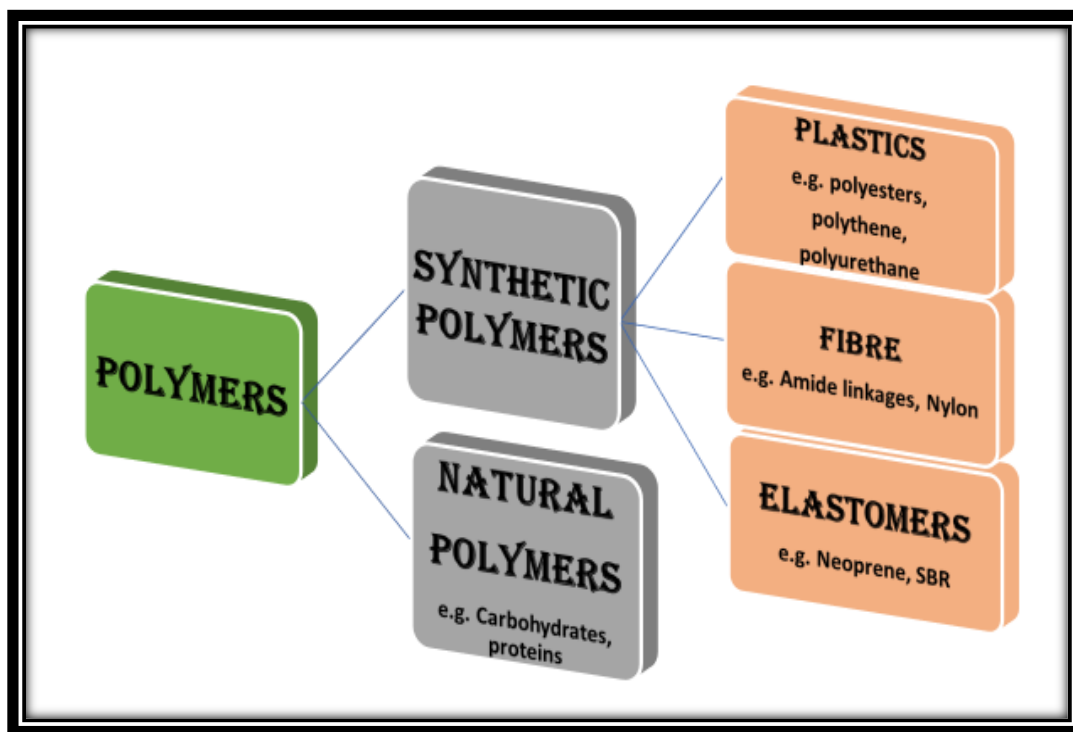 POLYMERS
SYNTHETIC
POLYMERS
NATURAL
POLYMERS
e.g. Carbohydrates,
proteins
PLASTICS
e.g. polyesters,
polythene,
polyurethane
FIBRE
e.g. Amide linkages, Nylon
ELASTOMERS
e.g. Neoprene, SBR